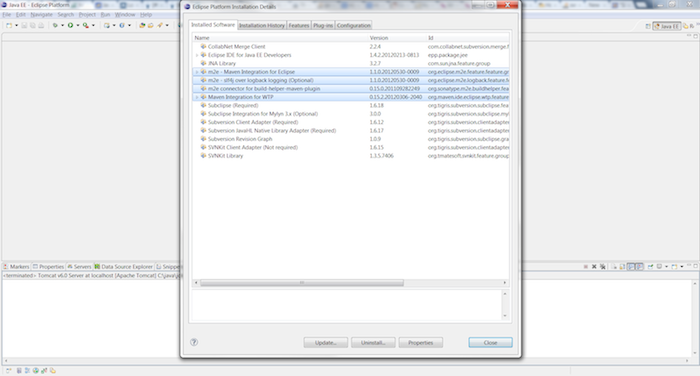 Java EE - Eclipse Platform
File Edit Navigate Search Project Run Window Help
Java EE
Eclipse Platform Installation Details
Installed Software Installation History Features Plug-ins Configuration
Name Version Id
CollabNet Merge Client 2.2.4 com.collabnet.subversion.merge.f
Eclipse IDE for Java EE Developers 1.4.2.20120213-0813 epp.package.jee
JNA Library 3.2.7 com.sun.jna.feature.group
m2e - Maven Integration for Eclipse 1.1.0.20120530-0009 org.eclipse.m2e.feature.feature.gr
m2e - slf4j over logback logging (Optional) 1.1.0.20120530-0009 org.eclipse.m2e.logback.feature.fe
m2e connector for build-helper-maven-plugin 0.15.0.201109282249 org.sonatype.m2e.buildhelper.fe
Maven Integration for WTP 0.15.2.20120306-2040 org.maven.ide.eclipse.wtp.feature
Subclipse (Required) 1.6.18 org.tigris.subversion.subclipse.fe
Subclipse Integration for Mylyn 3.x (Optional) 3.0.0 org.tigris.subversion.subclipse.myl
Subversion Client Adapter (Required) 1.6.12 org.tigris.subversion.clientadapte
Subversion JavaHL Native Library Adapter (Required) 1.6.17 org.tigris.subversion.clientadapte
Subversion Revision Graph 1.0.9 org.tigris.subversion.subclipse.gra
SVNKit Client Adapter (Not required) 1.6.15 org.tigris.subversion.clientadapte
SVNKit Library 1.3.5.7406 org.tmatesoft.svnkit.feature.group
Markers Properties Servers Data Source Explorer Snippets
<terminated> Tomcat v6.0 Server at localhost [Apache Tomcat]
Update... Uninstall... Properties Close